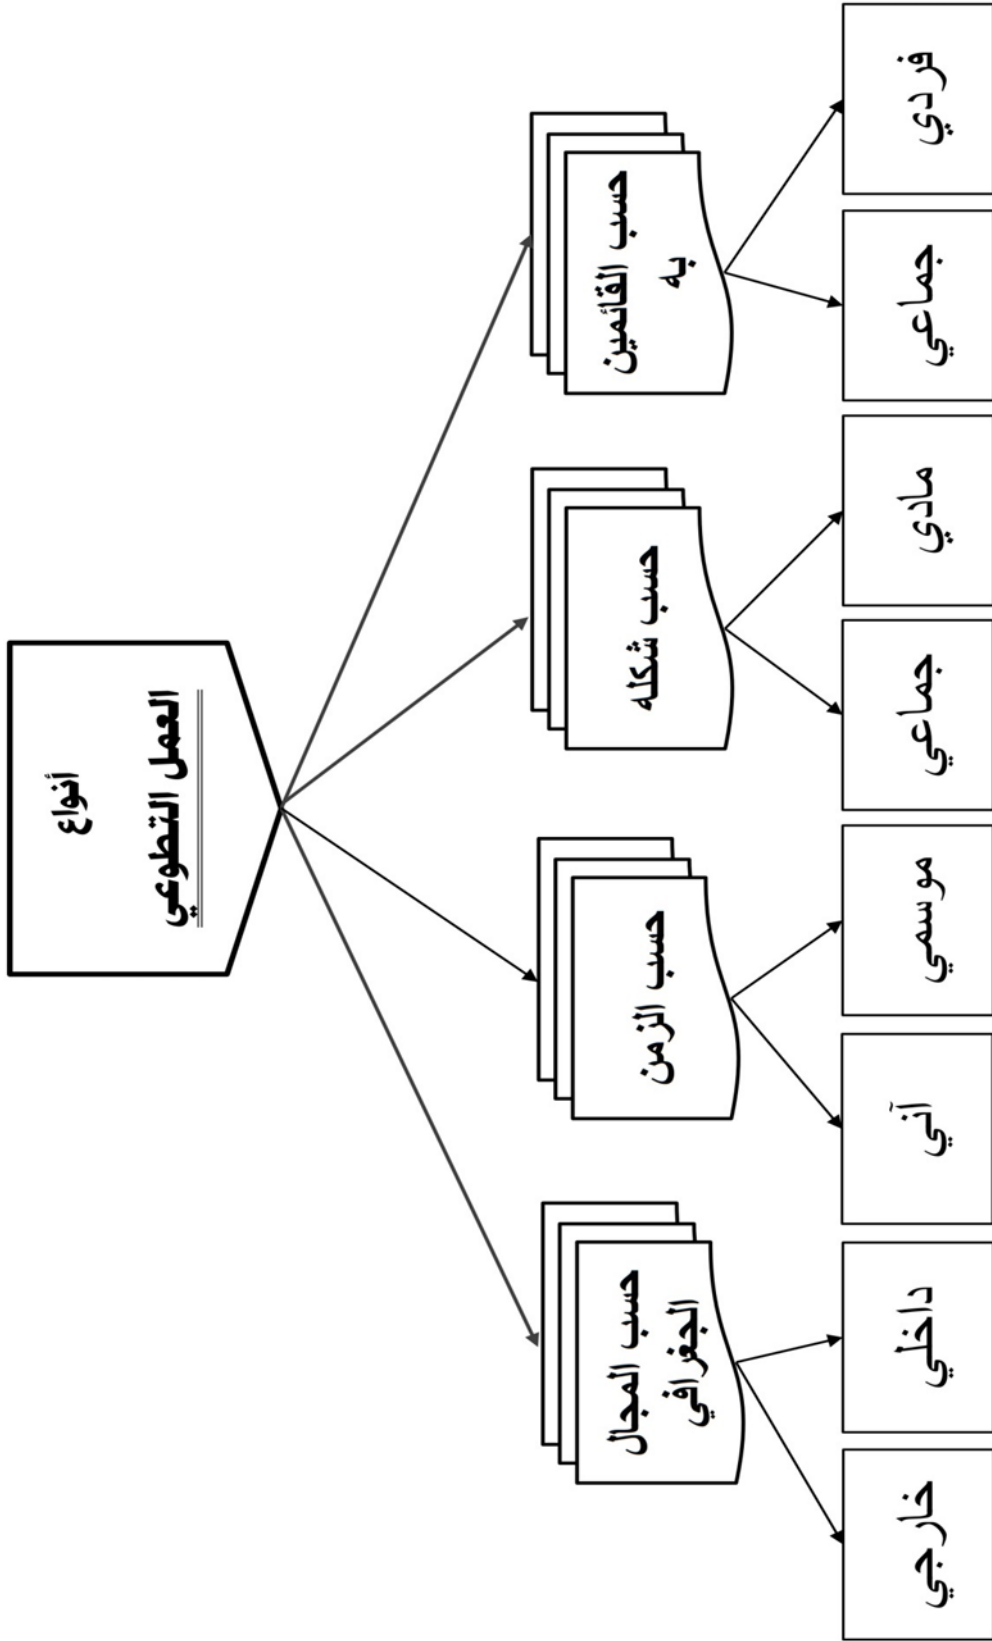 أنواع
العمل التطوعي
حسب القائمين
به
حسب شكله
حسب الزمن
حسب المجال
الجغرافي
فردي
جماعي
مادي
جماعي
موسمي
آني
داخلي
خارجي